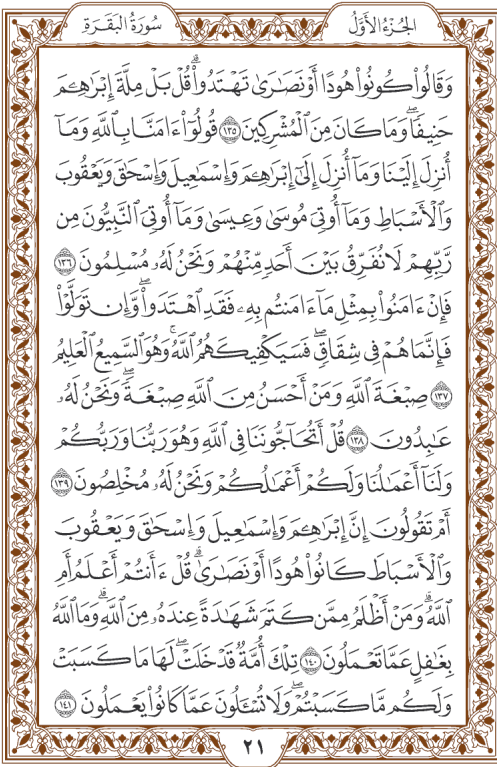 الجُزْءُ الأَوَّلُ
سُورَةُ البَقَرَةِ
وَقَالُواْ كُونُواْ هُودًا أَوْ نَصَٰرَىٰ تَهْتَدُواْۗ قُلْ بَلْ مِلَّةَ إِبْرَٰهِـۧمَ
حَنِيفًاۖ وَمَا كَانَ مِنَ ٱلْمُشْرِكِينَ ١٣٥ قُولُوٓاْ ءَامَنَّا بِٱللَّهِ وَمَآ
أُنزِلَ إِلَيْنَا وَمَآ أُنزِلَ إِلَىٰٓ إِبْرَٰهِـۧمَ وَإِسْمَٰعِيلَ وَإِسْحَٰقَ وَيَعْقُوبَ
وَٱلْأَسْبَاطِ وَمَآ أُوتِيَ مُوسَىٰ وَعِيسَىٰ وَمَآ أُوتِيَ ٱلنَّبِيُّونَ مِن
رَّبِّهِمْ لَا نُفَرِّقُ بَيْنَ أَحَدٍ مِّنْهُمْ وَنَحْنُ لَهُۥ مُسْلِمُونَ ١٣٦
فَإِنْ ءَامَنُواْ بِمِثْلِ مَآ ءَامَنتُم بِهِۦ فَقَدِ ٱهْتَدَواْۖ وَّإِن تَوَلَّوْاْ
فَإِنَّمَا هُمْ فِي شِقَاقٍۖ فَسَيَكْفِيكَهُمُ ٱللَّهُۚ وَهُوَ ٱلسَّمِيعُ ٱلْعَلِيمُ
١٣٧ صِبْغَةَ ٱللَّهِ وَمَنْ أَحْسَنُ مِنَ ٱللَّهِ صِبْغَةًۖ وَنَحْنُ لَهُۥ
عَٰبِدُونَ ١٣٨ قُلْ أَتُحَآجُّونَنَا فِي ٱللَّهِ وَهُوَ رَبُّنَا وَرَبُّكُمْ
وَلَنَآ أَعْمَٰلُنَا وَلَكُمْ أَعْمَٰلُكُمْ وَنَحْنُ لَهُۥ مُخْلِصُونَ ١٣٩
أَمْ تَقُولُونَ إِنَّ إِبْرَٰهِـۧمَ وَإِسْمَٰعِيلَ وَإِسْحَٰقَ وَيَعْقُوبَ
وَٱلْأَسْبَاطَ كَانُواْ هُودًا أَوْ نَصَٰرَىٰۗ قُلْ ءَأَنتُمْ أَعْلَمُ أَمِ
ٱللَّهُۗ وَمَنْ أَظْلَمُ مِمَّن كَتَمَ شَهَٰدَةً عِندَهُۥ مِنَ ٱللَّهِۗ وَمَا ٱللَّهُ
بِغَٰفِلٍ عَمَّا تَعْمَلُونَ ١٤٠ تِلْكَ أُمَّةٌ قَدْ خَلَتْۖ لَهَا مَا كَسَبَتْ
وَلَكُم مَّا كَسَبْتُمْۖ وَلَا تُسْـَٔلُونَ عَمَّا كَانُواْ يَعْمَلُونَ ١٤١
٢١